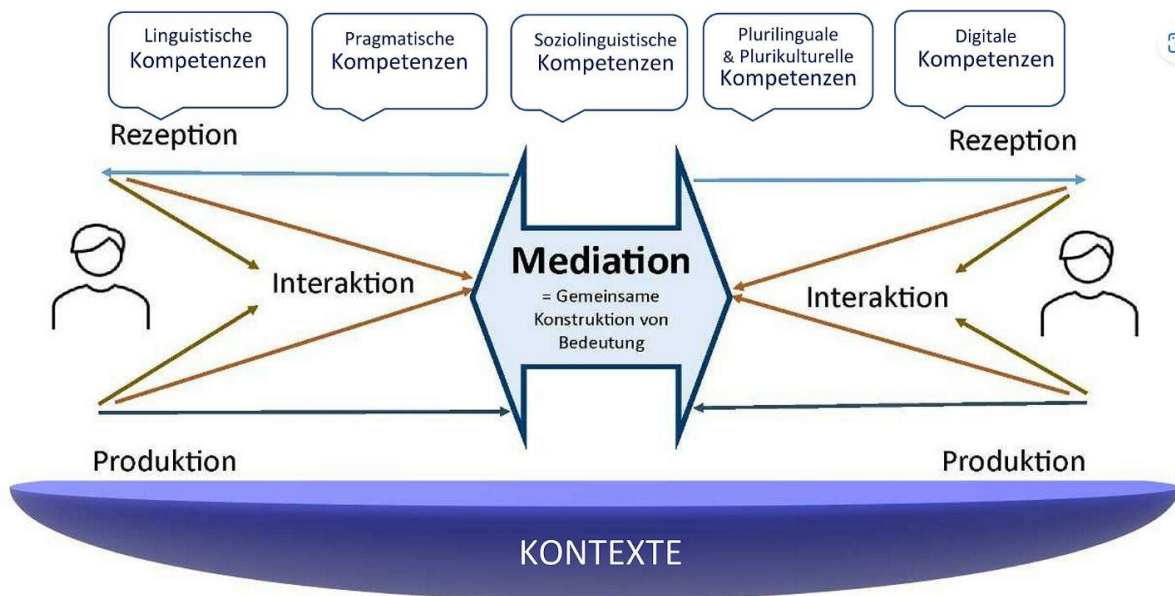 Linguistische
Kompetenzen
Pragmatische
Kompetenzen
Soziolinguistische
Kompetenzen
Plurilinguale
& Plurikulturelle
Kompetenzen
Digitale
Kompetenzen
Rezeption
Rezeption
Interaktion
Mediation
= Gemeinsame
Konstruktion von
Bedeutung
Interaktion
Produktion
Produktion
KONTEXTE